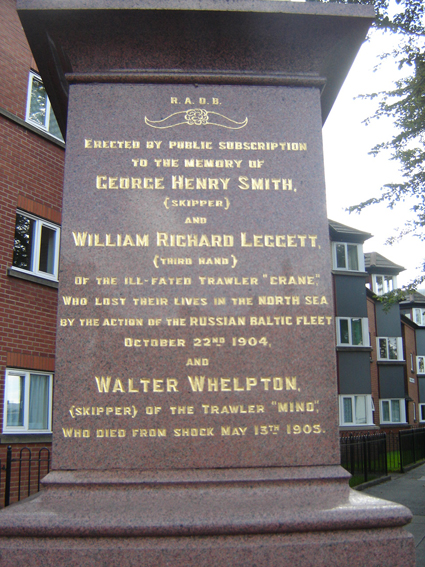 R.A.O.B.
ERECTED BY PUBLIC SUBSCRIPTION
TO THE MEMORY OF
GEORGE HENRY SMITH,
(SKIPPER)
AND
WILLIAM RICHARD LEGGETT,
(THIRD HAND)
OF THE ILL-FATED TRAWLER "CRANE,"
WHO LOST THEIR LIVES IN THE NORTH SEA
BY THE ACTION OF THE RUSSIAN BALTIC FLEET
OCTOBER 22ND 1904,
AND
WALTER WHELPTON,
(SKIPPER) OF THE TRAWLER "MINO,"
WHO DIED FROM SHOCK MAY 13TH 1905.